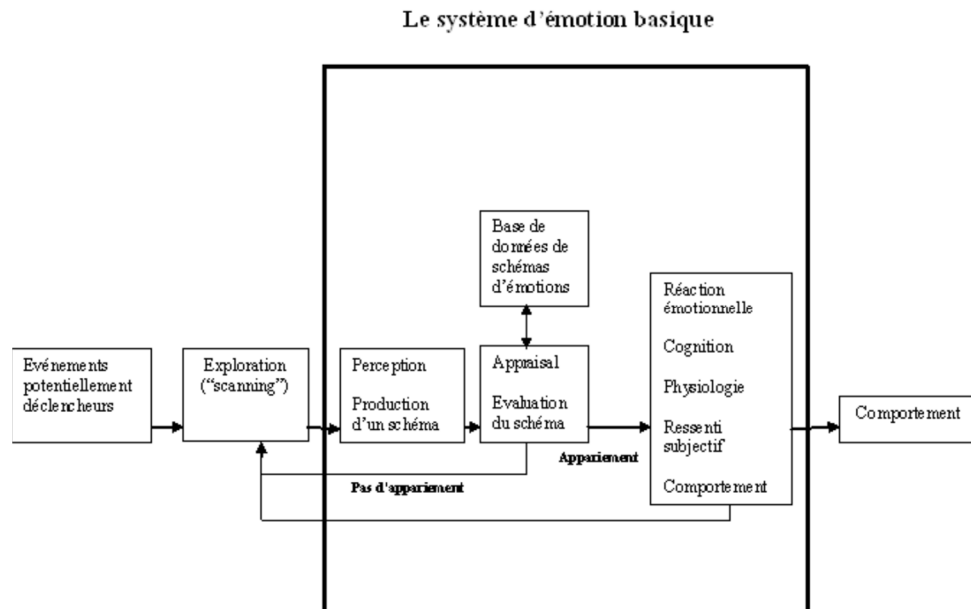 Le système d'émotion basique
Base de
données de
schémas
d'émotions
Evénements
potentiellement
déclencheurs
Exploration
("scanning")
Perception
Production
d'un schéma
Appraisal
Evaluation
du schéma
Réaction
émotionnelle
Cognition
Physiologie
Ressenti
subjectif
Comportement
Comportement
Appariement
Pas d'appariement